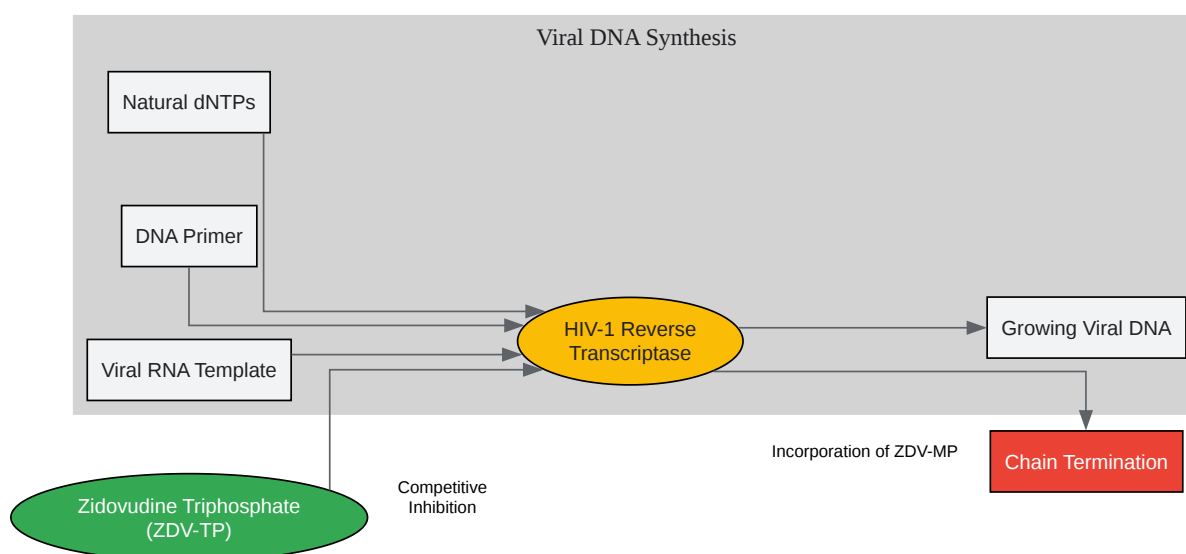 Viral DNA Synthesis
Natural dNTPs
DNA Primer
HIV-1 Reverse
Transcriptase
Growing Viral DNA
Viral RNA Template
Incorporation of ZDV-MP
Chain Termination
Competitive
Inhibition
Zidovudine Triphosphate
(ZDV-TP)